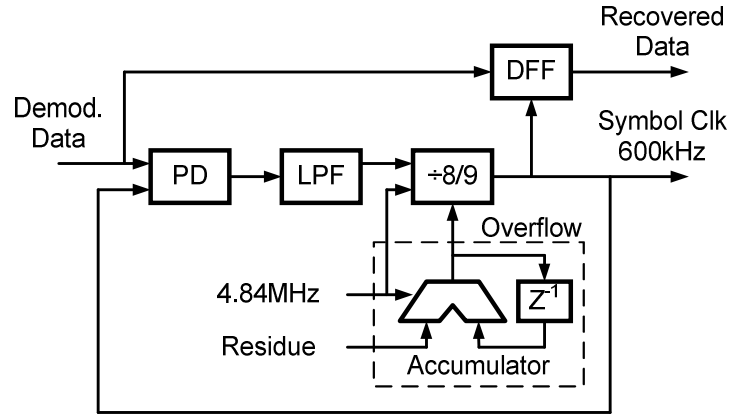 Recovered
Data
DFF
Demod.
Data
Symbol Clk
600kHz
PD
LPF
÷8/9
Overflow
4.84MHz
Z-1
Residue
Accumulator